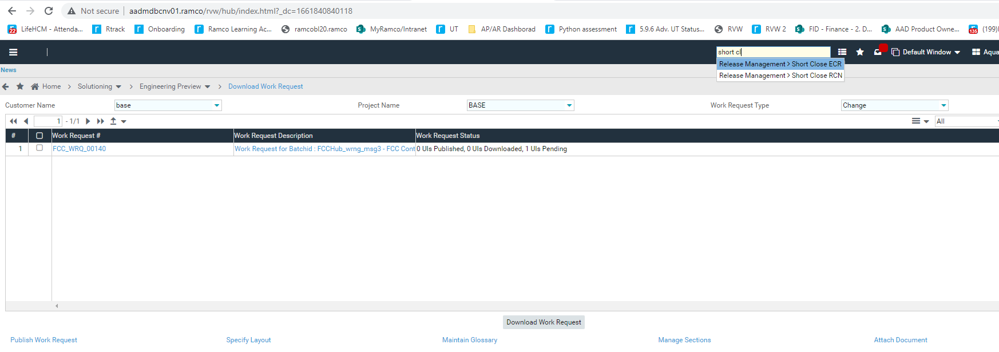 Not secure | aadmdbcnv01.ramco/rvw/hub/index.html?_dc=1661840840118
22 LifeHCM - Attenda... Rtrack Onboarding Ramco Learning Ac... ramcobl20.ramco MyRamco/Intranet UT AP/AR Dashborad Python assessment 5.9.6 Adv. UT Status... RVW RVW 2 FID - Finance - 2. D... AAD Product Owne... 135 (199)
short cl Default Window Aqua
Release Management > Short Close ECR
Release Management > Short Close RCN
News
Home > Solutioning > Engineering Preview > Download Work Request
Customer Name base Project Name BASE Work Request Type Change
1 - 1/1 All
# Work Request # Work Request Description Work Request Status
1 FCC_WRQ_00140 Work Request for Batchid : FCCHub_wrng_msg3 - FCC Cont 0 UIs Published, 0 UIs Downloaded, 1 UIs Pending
Download Work Request
Publish Work Request Specify Layout Maintain Glossary Manage Sections Attach Document